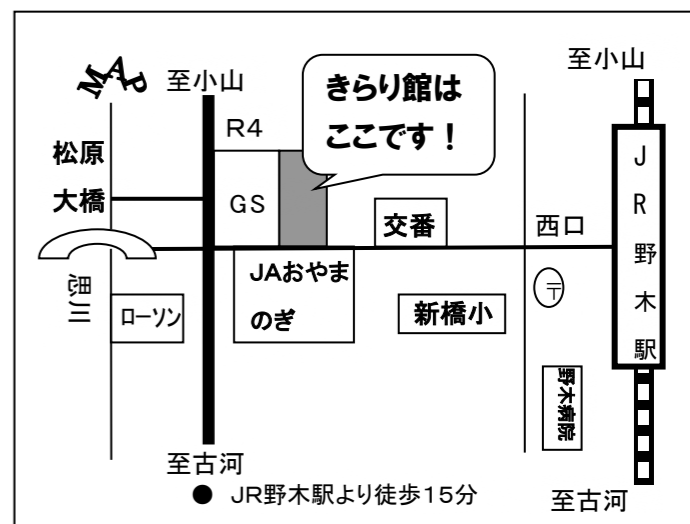 MAP
至小山
至小山
きらり館は
ここです！
R4
松原
大橋
GS
交番
西口
JR野木駅
思川
ローソン
JAおやま
のぎ
新橋小
〒
野木病院
至古河
● JR野木駅より徒歩15分
至古河